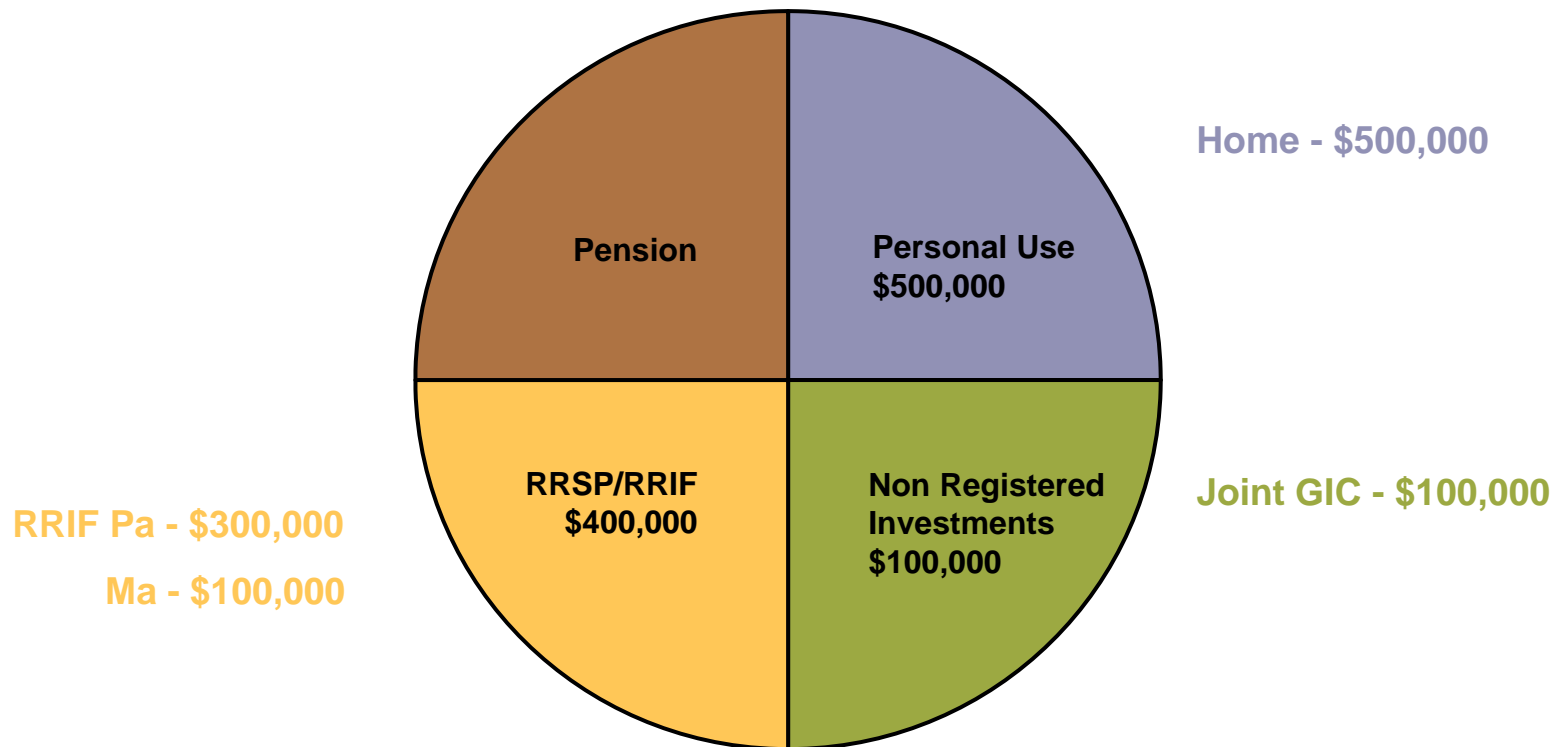 Home - $500,000
Pension
Personal Use
$500,000
RRSP/RRIF
$400,000
Non Registered
Investments
$100,000
Joint GIC - $100,000
RRIF Pa - $300,000
Ma - $100,000